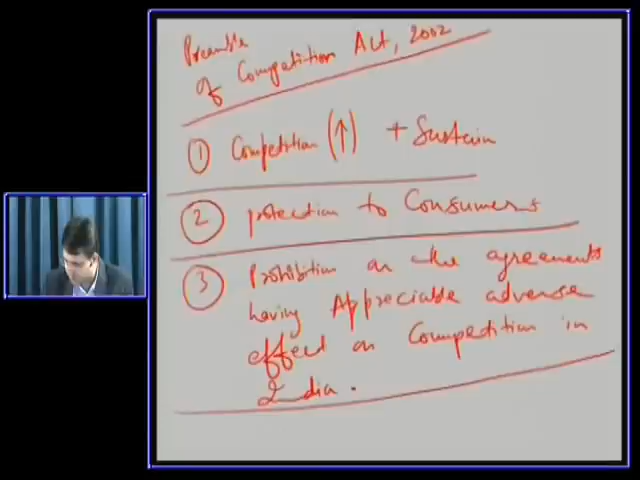 Preamble
of Competition Act, 2002
① Competition (↑) + Sustain
② protection to Consumers
③ Prohibition on the agreements
having Appreciable adverse
effect on Competition in
India.